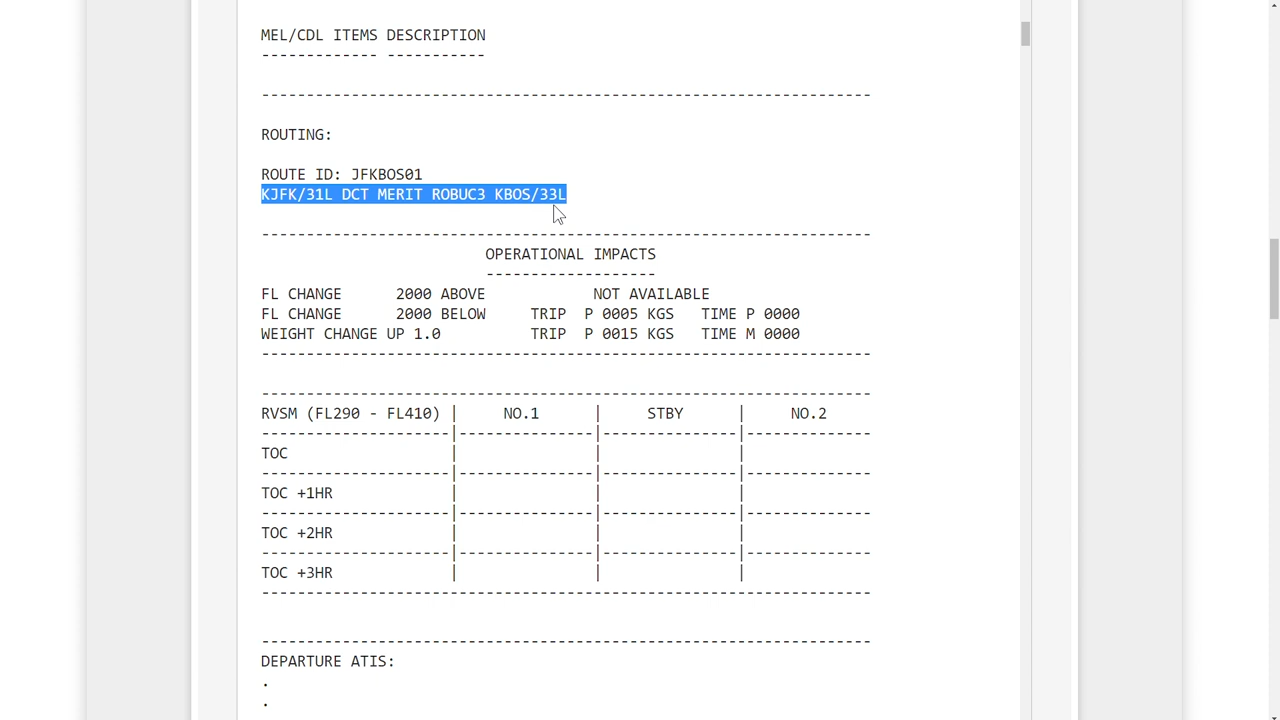 MEL/CDL ITEMS DESCRIPTION
------------- -----------
--------------------------------------------------------------------
ROUTING:
ROUTE ID: JFKBOS01
KJFK/31L DCT MERIT ROBUC3 KBOS/33L
--------------------------------------------------------------------
OPERATIONAL IMPACTS
-------------------
FL CHANGE      2000 ABOVE            NOT AVAILABLE
FL CHANGE      2000 BELOW     TRIP  P 0005 KGS   TIME P 0000
WEIGHT CHANGE UP 1.0          TRIP  P 0015 KGS   TIME M 0000
--------------------------------------------------------------------
--------------------------------------------------------------------
RVSM (FL290 - FL410) |     NO.1      |     STBY      |     NO.2
---------------------|---------------|---------------|--------------
TOC                  |               |               |
---------------------|---------------|---------------|--------------
TOC +1HR             |               |               |
---------------------|---------------|---------------|--------------
TOC +2HR             |               |               |
---------------------|---------------|---------------|--------------
TOC +3HR             |               |               |
--------------------------------------------------------------------
--------------------------------------------------------------------
DEPARTURE ATIS:
.
.